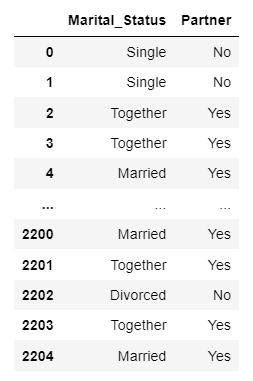 Marital_Status Partner
0 Single No
1 Single No
2 Together Yes
3 Together Yes
4 Married Yes
... ... ...
2200 Married Yes
2201 Together Yes
2202 Divorced No
2203 Together Yes
2204 Married Yes